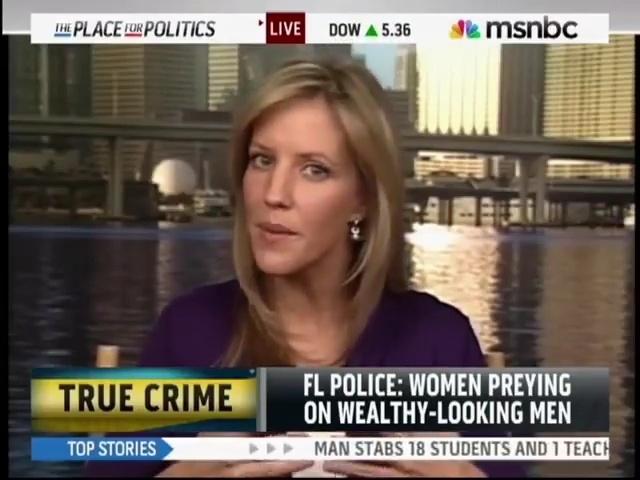 THE PLACE FOR POLITICS
LIVE
DOW ▲ 5.36
msnbc
TRUE CRIME
FL POLICE: WOMEN PREYING
ON WEALTHY-LOOKING MEN
TOP STORIES
MAN STABS 18 STUDENTS AND 1 TEACH